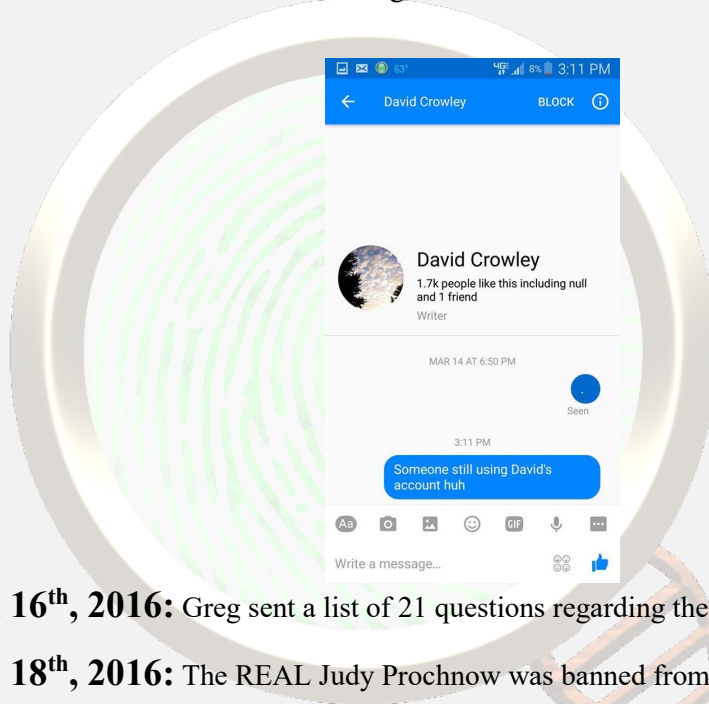 63° 4G 8% 3:11 PM
David Crowley BLOCK
David Crowley
1.7k people like this including null
and 1 friend
Writer
MAR 14 AT 6:50 PM
.
Seen
3:11 PM
Someone still using David's
account huh
Aa GIF
Write a message...
16th, 2016: Greg sent a list of 21 questions regarding the
18th, 2016: The REAL Judy Prochnow was banned from